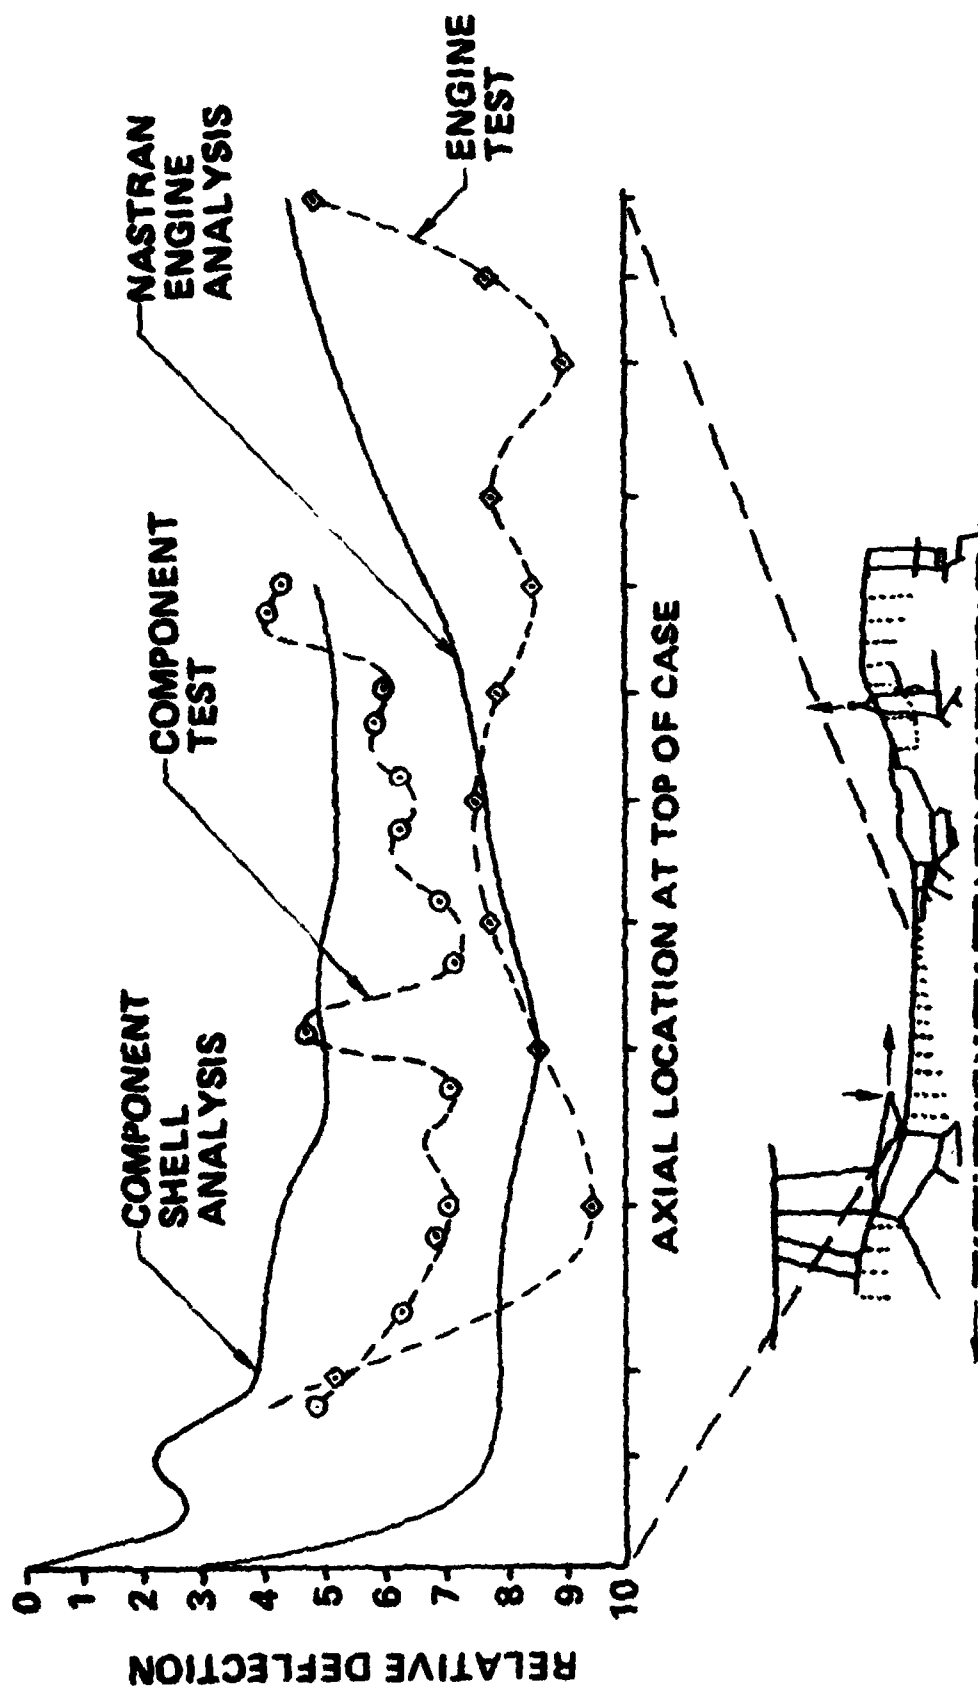 COMPONENT
SHELL
ANALYSIS
COMPONENT
TEST
NASTRAN
ENGINE
ANALYSIS
ENGINE
TEST
RELATIVE DEFLECTION
0
1
2
3
4
5
6
7
8
9
10
AXIAL LOCATION AT TOP OF CASE